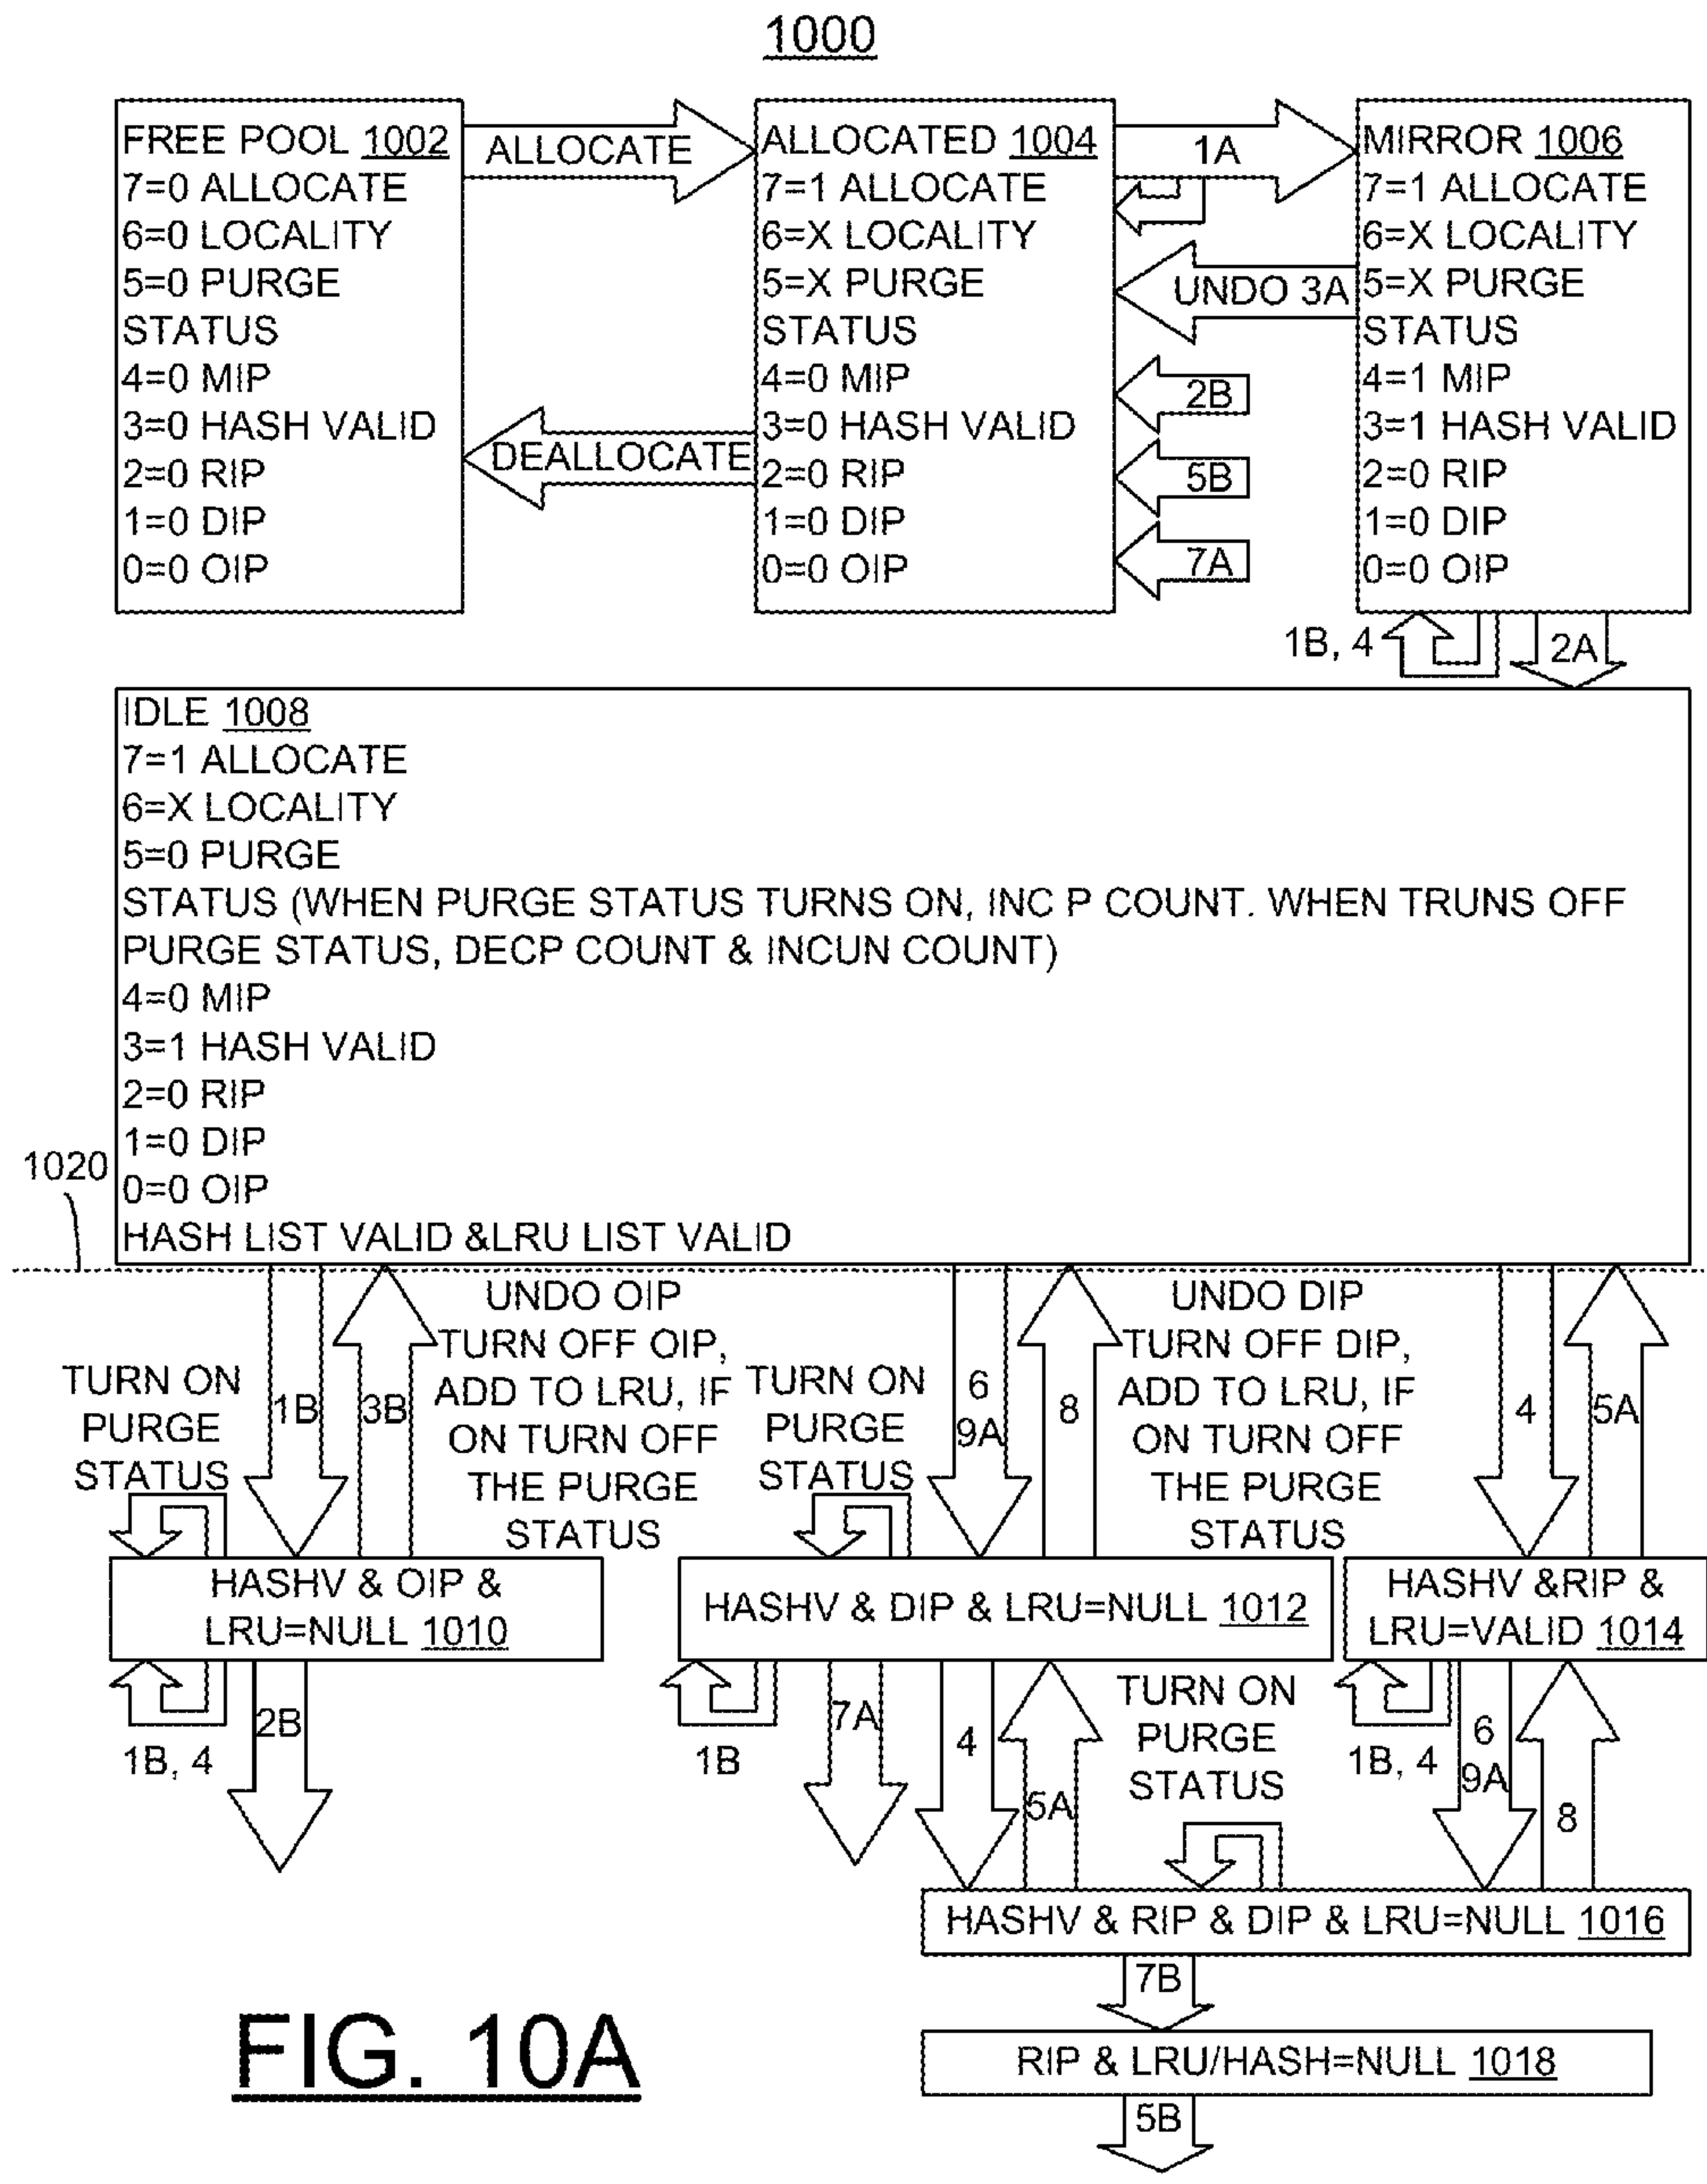 1000
FREE POOL 1002
7=0 ALLOCATE
6=0 LOCALITY
5=0 PURGE
STATUS
4=0 MIP
3=0 HASH VALID
2=0 RIP
1=0 DIP
0=0 OIP
ALLOCATE
DEALLOCATE
ALLOCATED 1004
7=1 ALLOCATE
6=X LOCALITY
5=X PURGE
STATUS
4=0 MIP
3=0 HASH VALID
2=0 RIP
1=0 DIP
0=0 OIP
1A
UNDO 3A
2B
5B
7A
MIRROR 1006
7=1 ALLOCATE
6=X LOCALITY
5=X PURGE
STATUS
4=1 MIP
3=1 HASH VALID
2=0 RIP
1=0 DIP
0=0 OIP
1B, 4
2A
IDLE 1008
7=1 ALLOCATE
6=X LOCALITY
5=0 PURGE
STATUS (WHEN PURGE STATUS TURNS ON, INC P COUNT. WHEN TRUNS OFF
PURGE STATUS, DECP COUNT & INCUN COUNT)
4=0 MIP
3=1 HASH VALID
2=0 RIP
1=0 DIP
0=0 OIP
HASH LIST VALID &LRU LIST VALID
1020
TURN ON
PURGE
STATUS
1B
3B
UNDO OIP
TURN OFF OIP,
ADD TO LRU, IF
ON TURN OFF
THE PURGE
STATUS
TURN ON
PURGE
STATUS
6
9A
8
UNDO DIP
TURN OFF DIP,
ADD TO LRU, IF
ON TURN OFF
THE PURGE
STATUS
4
5A
HASHV & OIP &
LRU=NULL 1010
HASHV & DIP & LRU=NULL 1012
HASHV &RIP &
LRU=VALID 1014
1B, 4
2B
1B
7A
4
5A
TURN ON
PURGE
STATUS
1B, 4
6
9A
8
HASHV & RIP & DIP & LRU=NULL 1016
7B
RIP & LRU/HASH=NULL 1018
5B
FIG. 10A